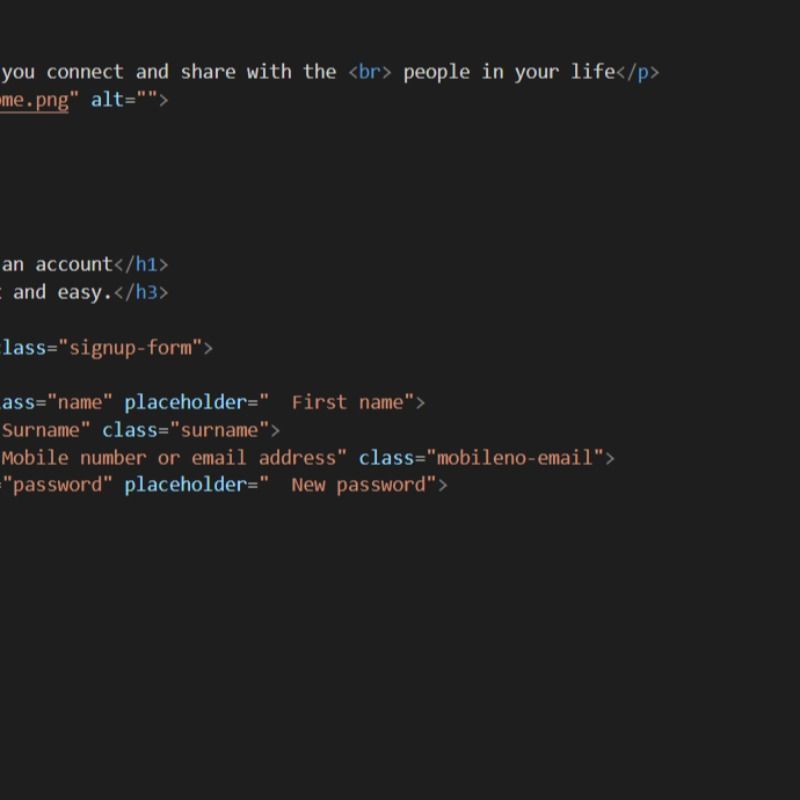 you connect and share with the <br> people in your life</p>
me.png" alt="">
an account</h1>
and easy.</h3>
lass="signup-form">
ass="name" placeholder="  First name">
Surname" class="surname">
Mobile number or email address" class="mobileno-email">
="password" placeholder="  New password">